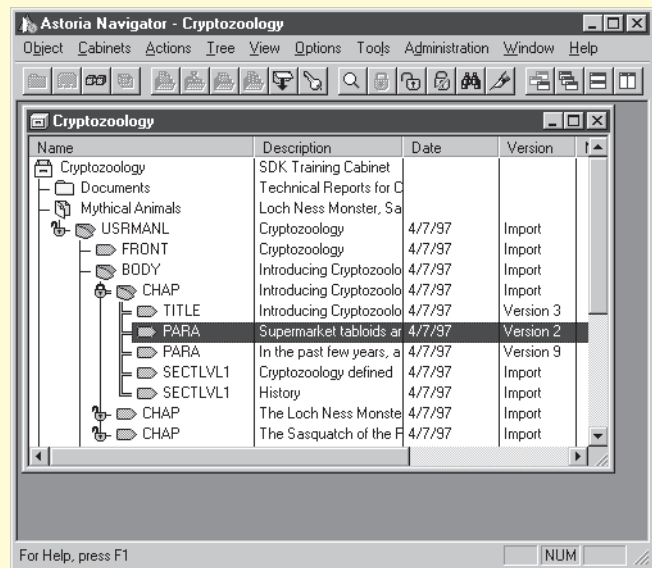 Astoria Navigator - Cryptozoology
Object Cabinets Actions Tree View Options Tools Administration Window Help
Cryptozoology
Name Description Date Version
Cryptozoology SDK Training Cabinet
Documents Technical Reports for C
Mythical Animals Loch Ness Monster, Sa
USRMANL Cryptozoology 4/7/97 Import
FRONT Cryptozoology 4/7/97 Import
BODY Introducing Cryptozoolo 4/7/97 Import
CHAP Introducing Cryptozoolo 4/7/97 Import
TITLE Introducing Cryptozoolo 4/7/97 Version 3
PARA Supermarket tabloids ar 4/7/97 Version 2
PARA In the past few years, a 4/7/97 Version 9
SECTLVL1 Cryptozoology defined 4/7/97 Import
SECTLVL1 History 4/7/97 Import
CHAP The Loch Ness Monste 4/7/97 Import
CHAP The Sasquatch of the F 4/7/97 Import
For Help, press F1 NUM